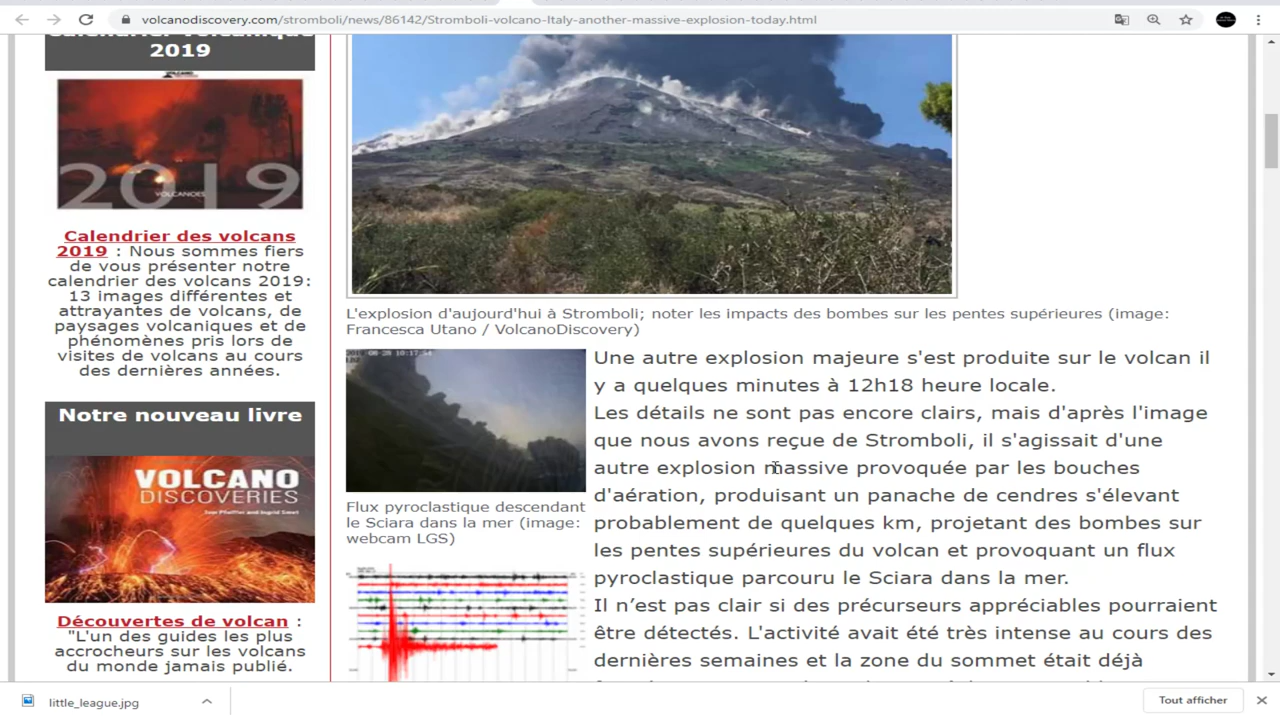 volcanodiscovery.com/stromboli/news/86142/Stromboli-volcano-Italy-another-massive-explosion-today.html
2019
VOLCANO
2019
VOLCANOES
Calendrier des volcans
2019 : Nous sommes fiers
de vous présenter notre
calendrier des volcans 2019:
13 images différentes et
attrayantes de volcans, de
paysages volcaniques et de
phénomènes pris lors de
visites de volcans au cours
des dernières années.
Notre nouveau livre
VOLCANO
DISCOVERIES
Tom Pfeiffer and Ingrid Smet
Découvertes de volcan :
"L'un des guides les plus
accrocheurs sur les volcans
du monde jamais publié.
L'explosion d'aujourd'hui à Stromboli; noter les impacts des bombes sur les pentes supérieures (image:
Francesca Utano / VolcanoDiscovery)
Flux pyroclastique descendant
le Sciara dans la mer (image:
webcam LGS)
Une autre explosion majeure s'est produite sur le volcan il
y a quelques minutes à 12h18 heure locale.
Les détails ne sont pas encore clairs, mais d'après l'image
que nous avons reçue de Stromboli, il s'agissait d'une
autre explosion massive provoquée par les bouches
d'aération, produisant un panache de cendres s'élevant
probablement de quelques km, projetant des bombes sur
les pentes supérieures du volcan et provoquant un flux
pyroclastique parcouru le Sciara dans la mer.
Il n’est pas clair si des précurseurs appréciables pourraient
être détectés. L'activité avait été très intense au cours des
dernières semaines et la zone du sommet était déjà
little_league.jpg
Tout afficher